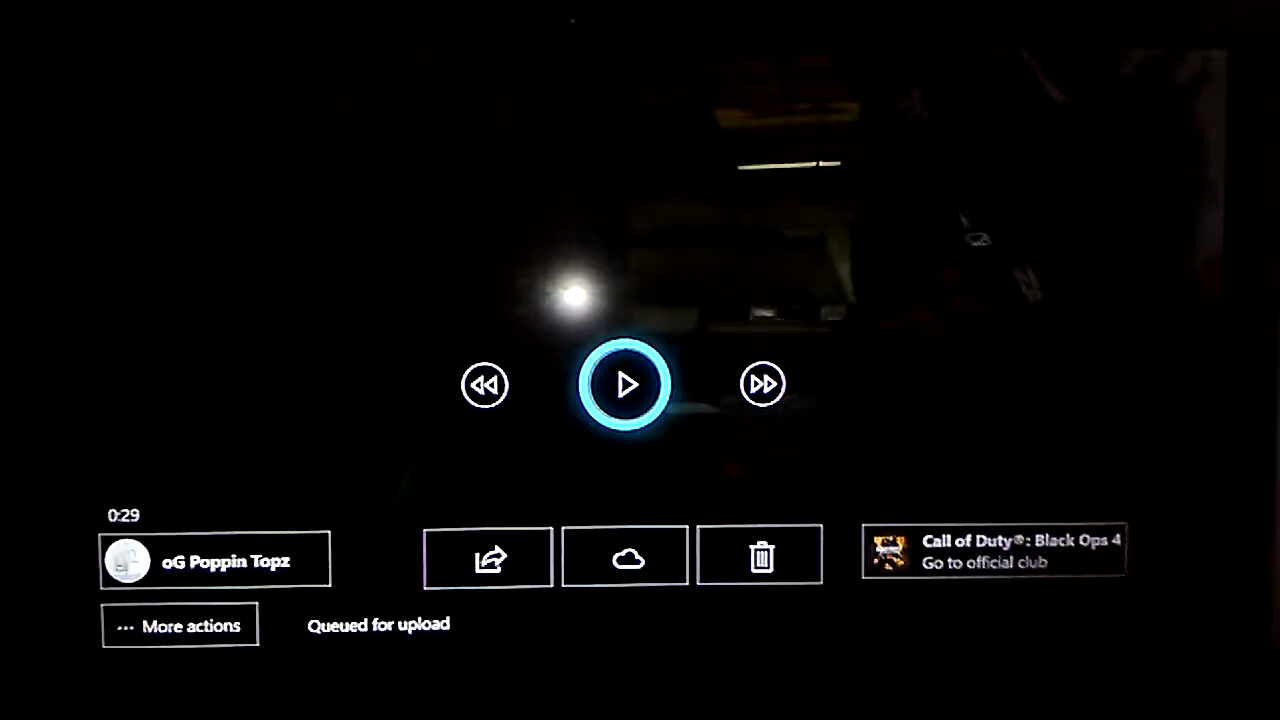 0:29
oG Poppin Topz
Call of Duty®: Black Ops 4
Go to official club
··· More actions
Queued for upload